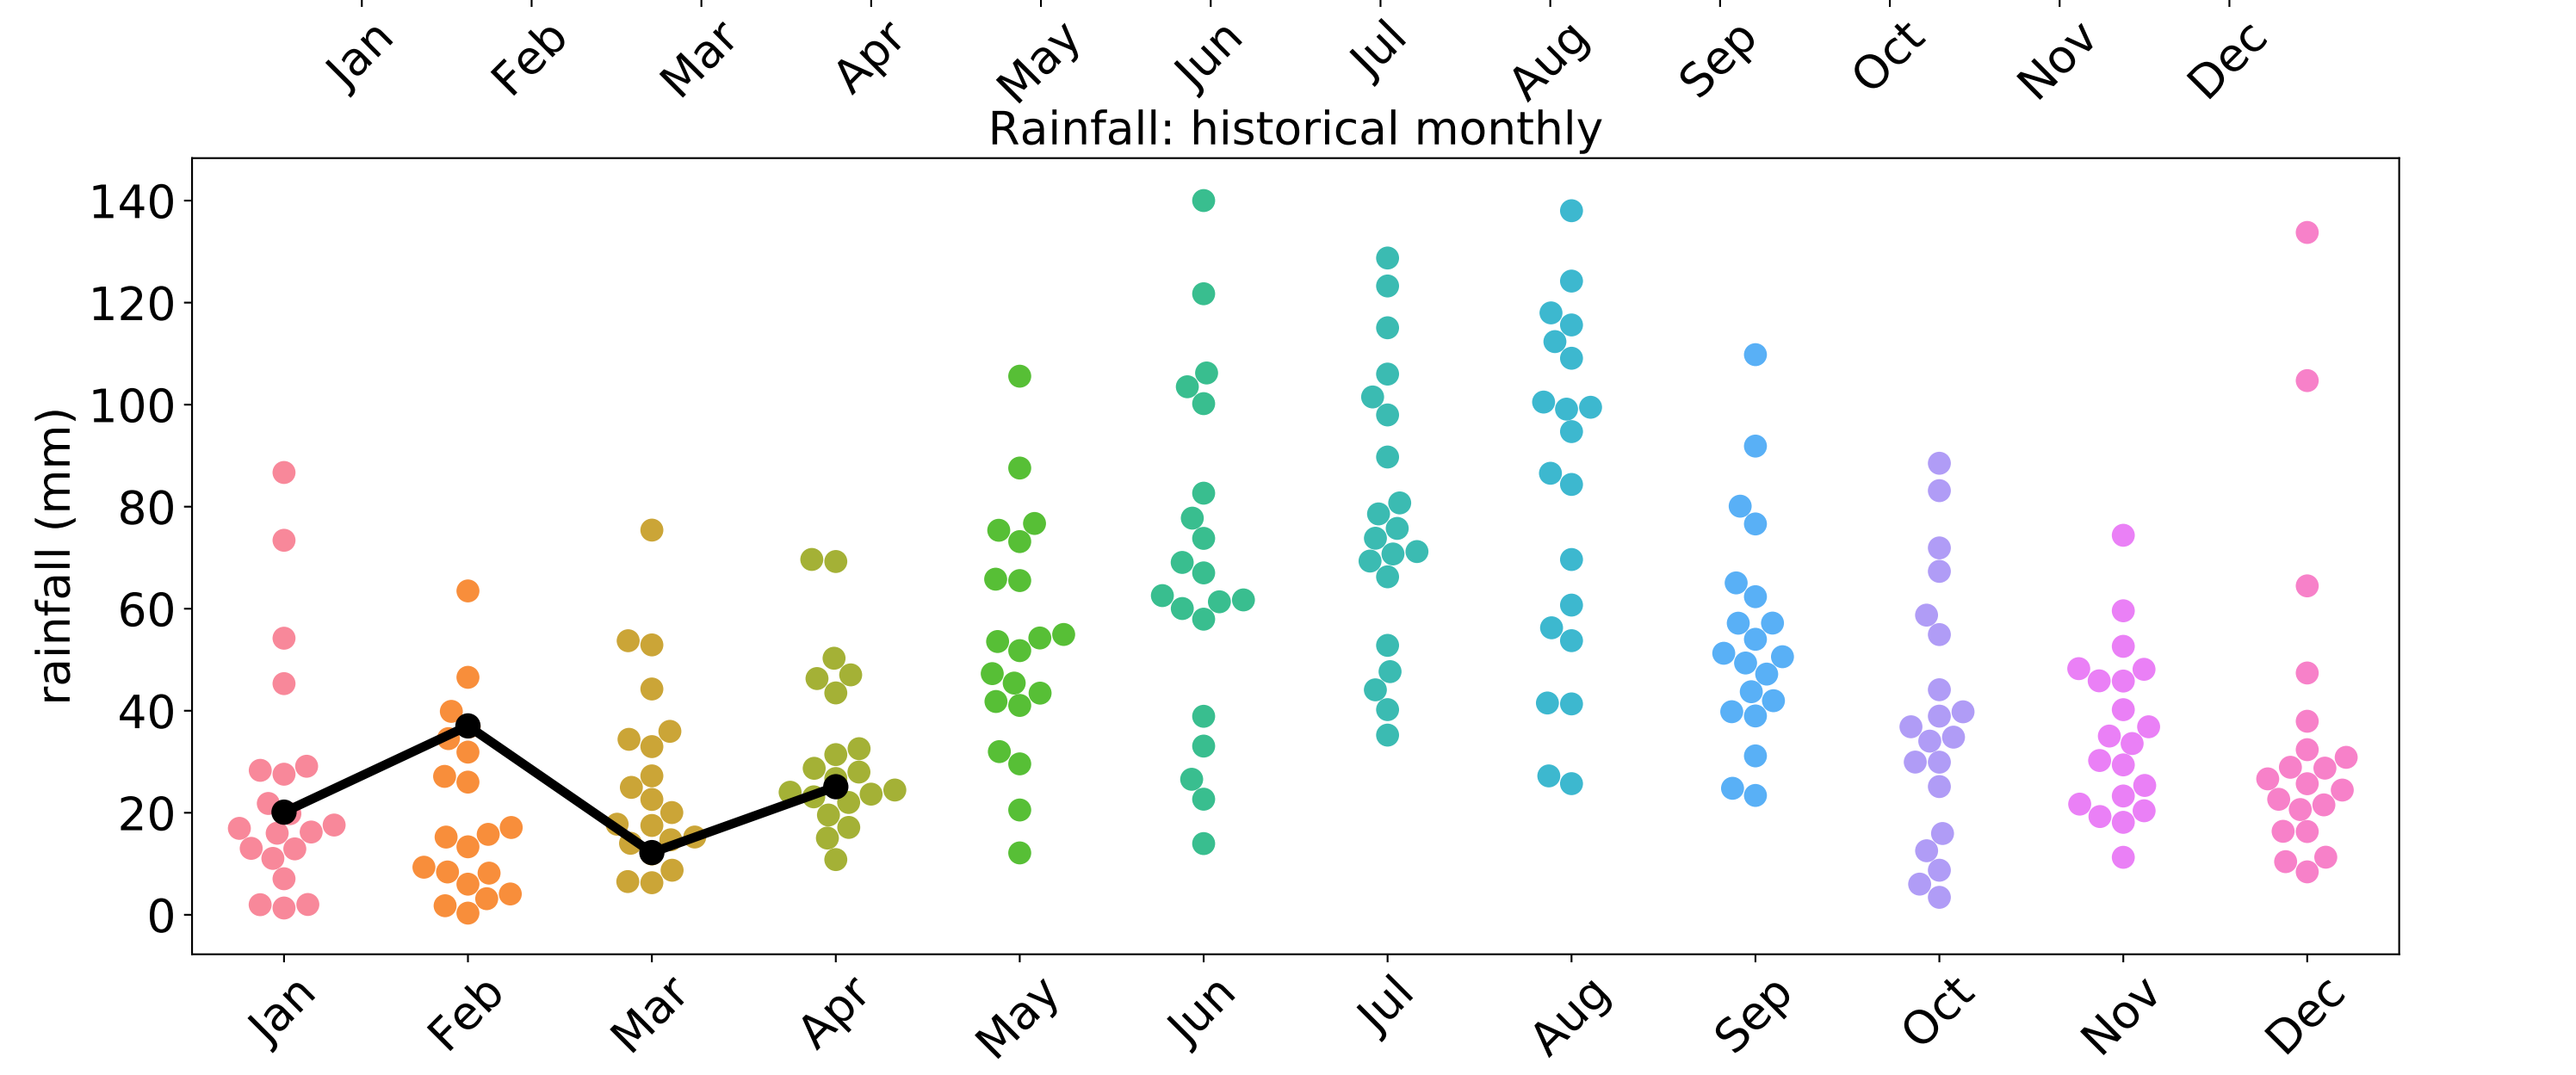 Jan Feb Mar Apr May Jun Jul Aug Sep Oct Nov Dec
Rainfall: historical monthly
rainfall (mm)
140
120
100
80
60
40
20
0
Jan Feb Mar Apr May Jun Jul Aug Sep Oct Nov Dec